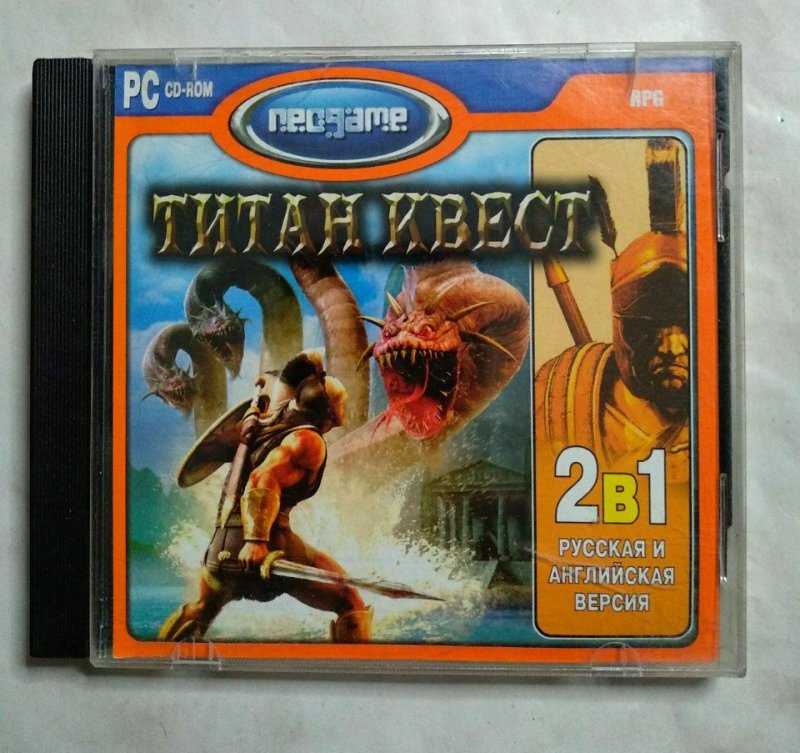 PC CD-ROM
neogame
RPG
ТИТАН КВЕСТ
2в1
РУССКАЯ И
АНГЛИЙСКАЯ
ВЕРСИЯ